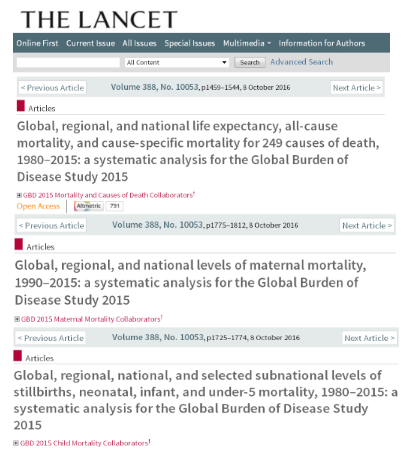 THE LANCET
Online First Current Issue All Issues Special Issues Multimedia Information for Authors
All Content Search Advanced Search
< Previous Article Volume 388, No. 10053, p1459–1544, 8 October 2016 Next Article >
Articles
Global, regional, and national life expectancy, all-cause
mortality, and cause-specific mortality for 249 causes of death,
1980–2015: a systematic analysis for the Global Burden of
Disease Study 2015
GBD 2015 Mortality and Causes of Death Collaborators†
Open Access Altmetric 791
< Previous Article Volume 388, No. 10053, p1775–1812, 8 October 2016 Next Article >
Articles
Global, regional, and national levels of maternal mortality,
1990–2015: a systematic analysis for the Global Burden of
Disease Study 2015
GBD 2015 Maternal Mortality Collaborators†
< Previous Article Volume 388, No. 10053, p1725–1774, 8 October 2016 Next Article >
Articles
Global, regional, national, and selected subnational levels of
stillbirths, neonatal, infant, and under-5 mortality, 1980–2015: a
systematic analysis for the Global Burden of Disease Study
2015
GBD 2015 Child Mortality Collaborators†